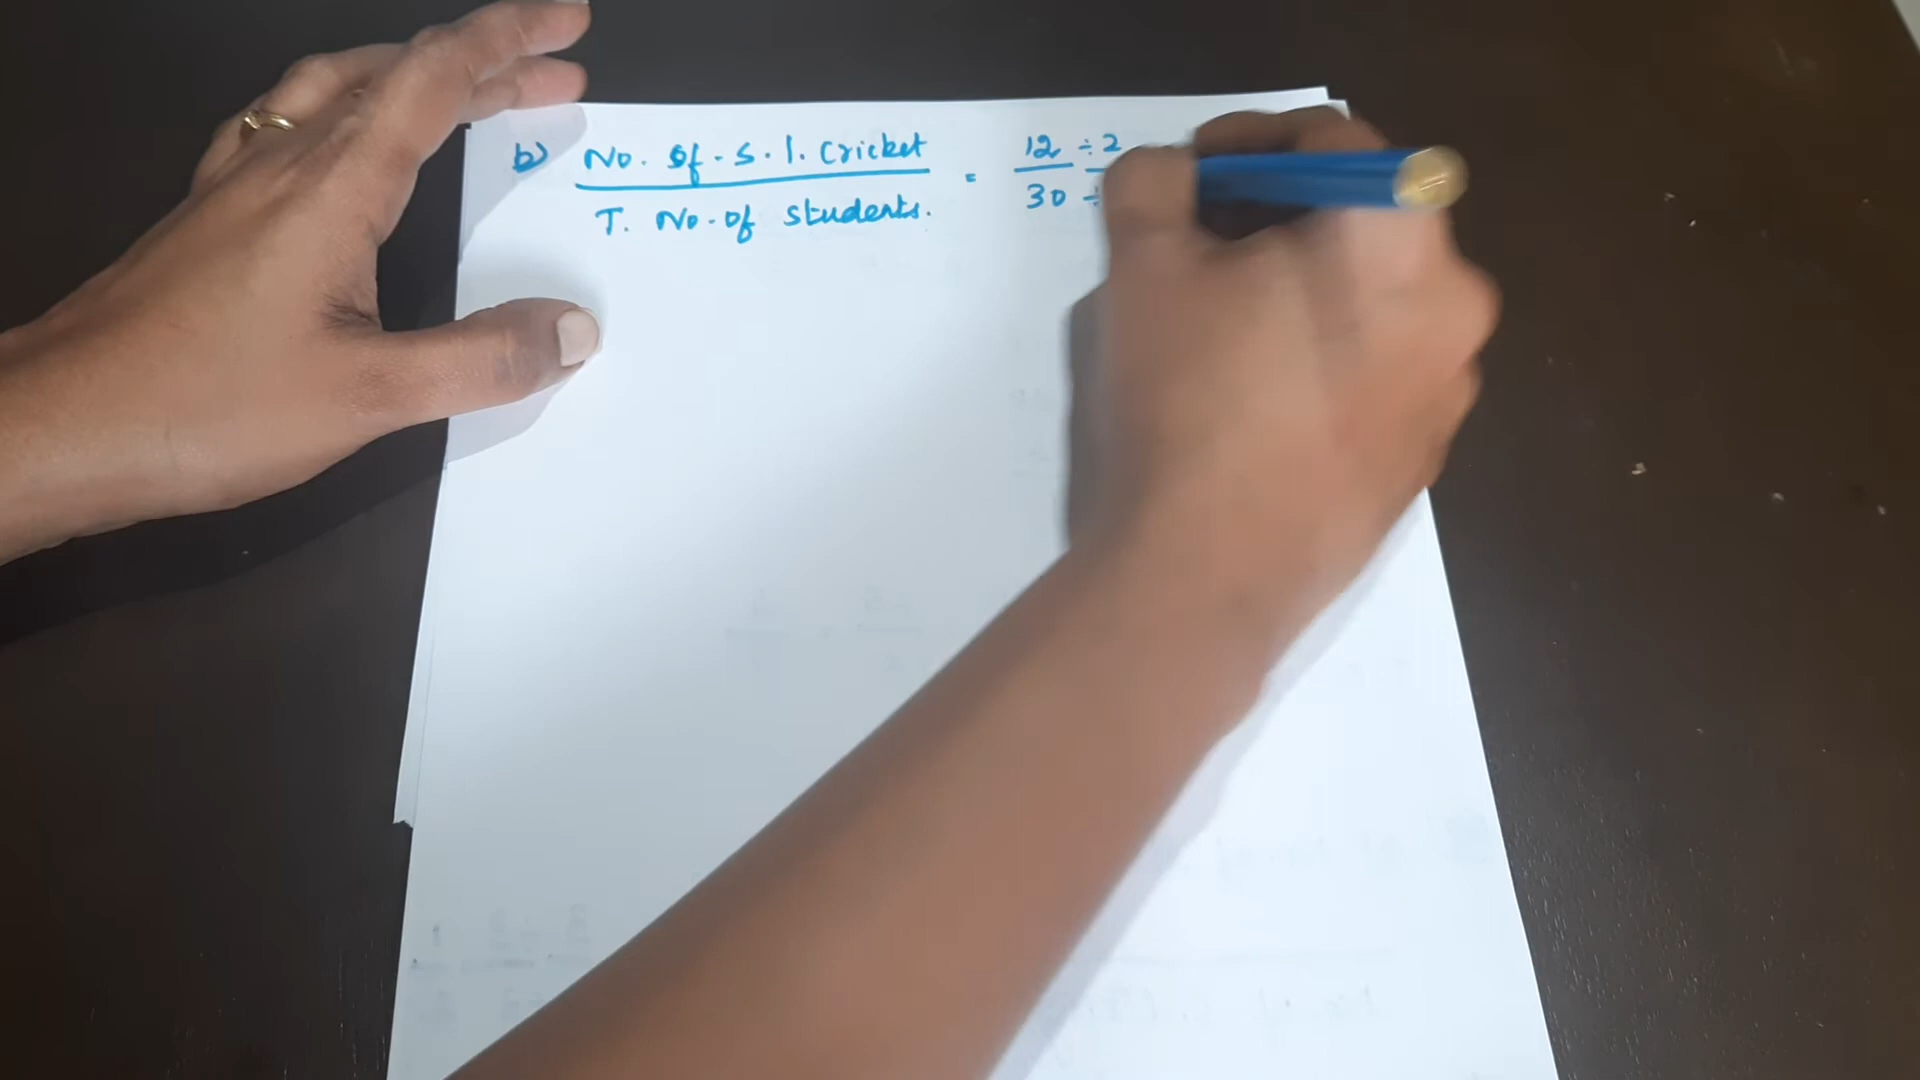 b) No. of . S . l . Cricket = 12 ÷ 2
T. No. of Students. 30 ÷